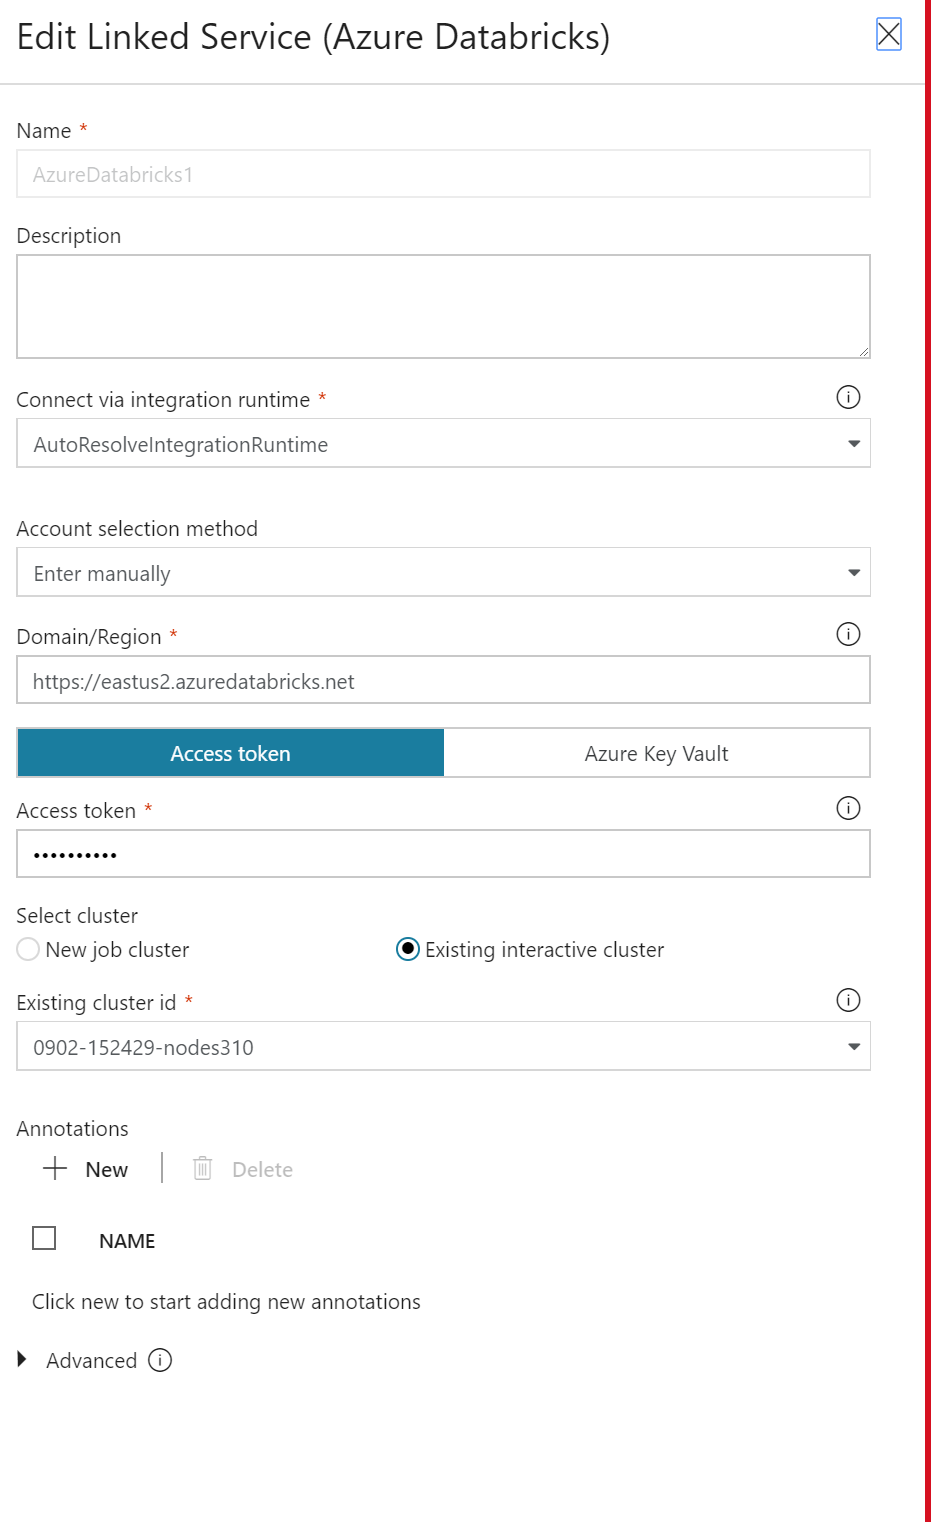 Edit Linked Service (Azure Databricks)
Name *
AzureDatabricks1
Description
Connect via integration runtime *
AutoResolveIntegrationRuntime
Account selection method
Enter manually
Domain/Region *
https://eastus2.azuredatabricks.net
Access token Azure Key Vault
Access token *
••••••••••
Select cluster
New job cluster Existing interactive cluster
Existing cluster id *
0902-152429-nodes310
Annotations
New Delete
NAME
Click new to start adding new annotations
Advanced